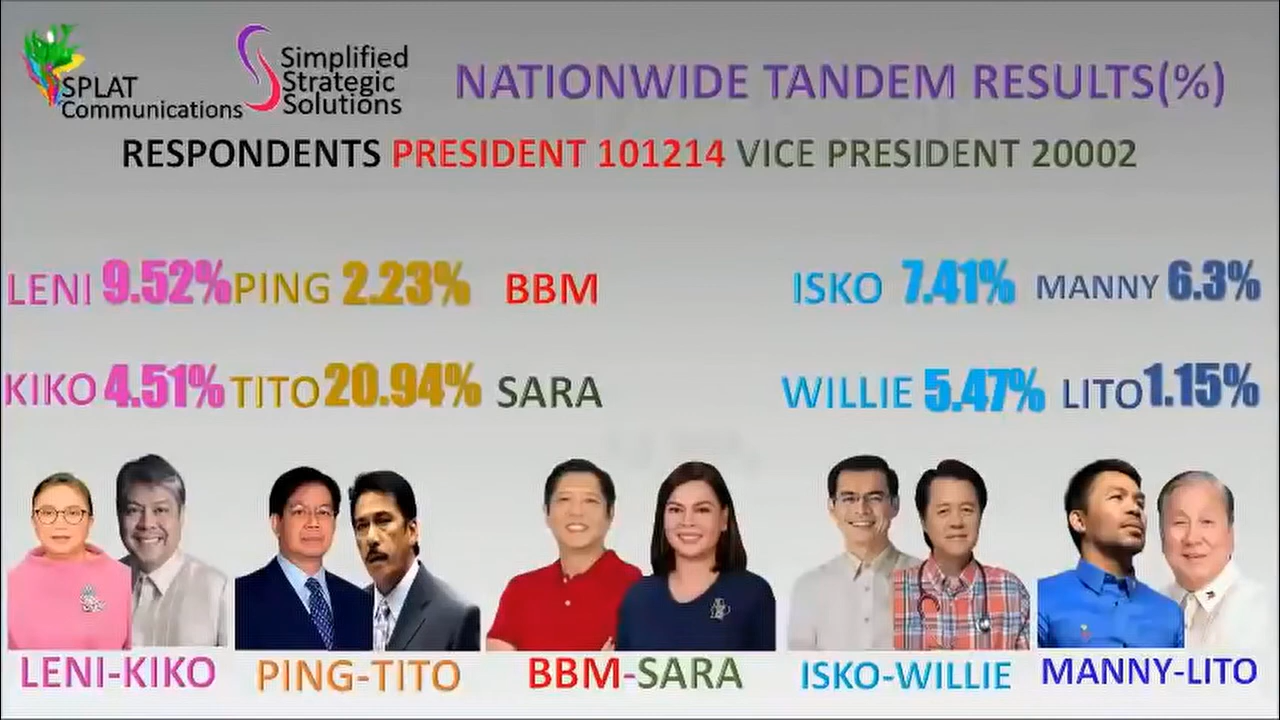 SPLAT
Communications
Simplified
Strategic
Solutions
NATIONWIDE TANDEM RESULTS(%)
RESPONDENTS PRESIDENT 101214 VICE PRESIDENT 20002
LENI 9.52% PING 2.23% BBM ISKO 7.41% MANNY 6.3%
KIKO 4.51% TITO 20.94% SARA WILLIE 5.47% LITO 1.15%
LENI-KIKO PING-TITO BBM-SARA ISKO-WILLIE MANNY-LITO